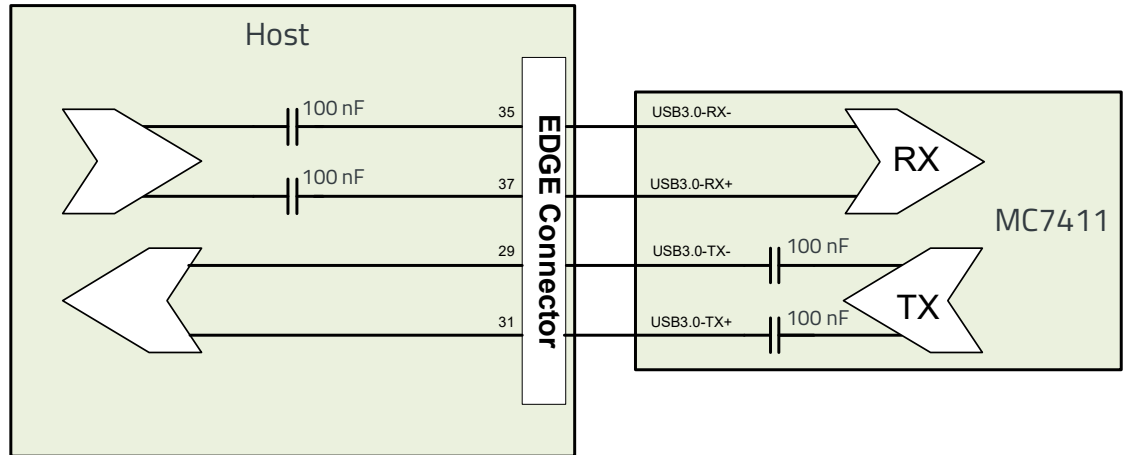 Host
100 nF
35
USB3.0-RX-
100 nF
37
USB3.0-RX+
RX
EDGE Connector
MC7411
29
USB3.0-TX-
100 nF
31
USB3.0-TX+
100 nF
TX